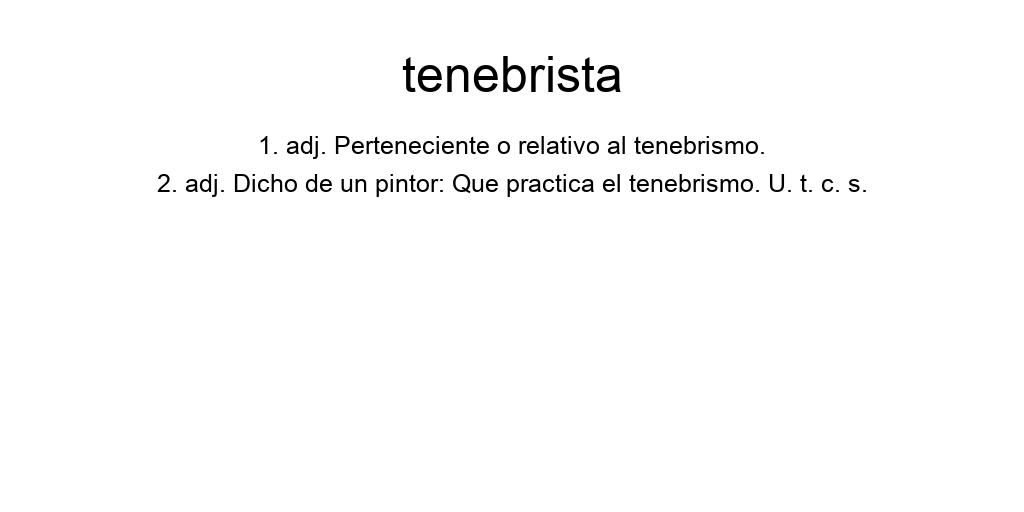 tenebrista
1. adj. Perteneciente o relativo al tenebrismo.
2. adj. Dicho de un pintor: Que practica el tenebrismo. U. t. c. s.